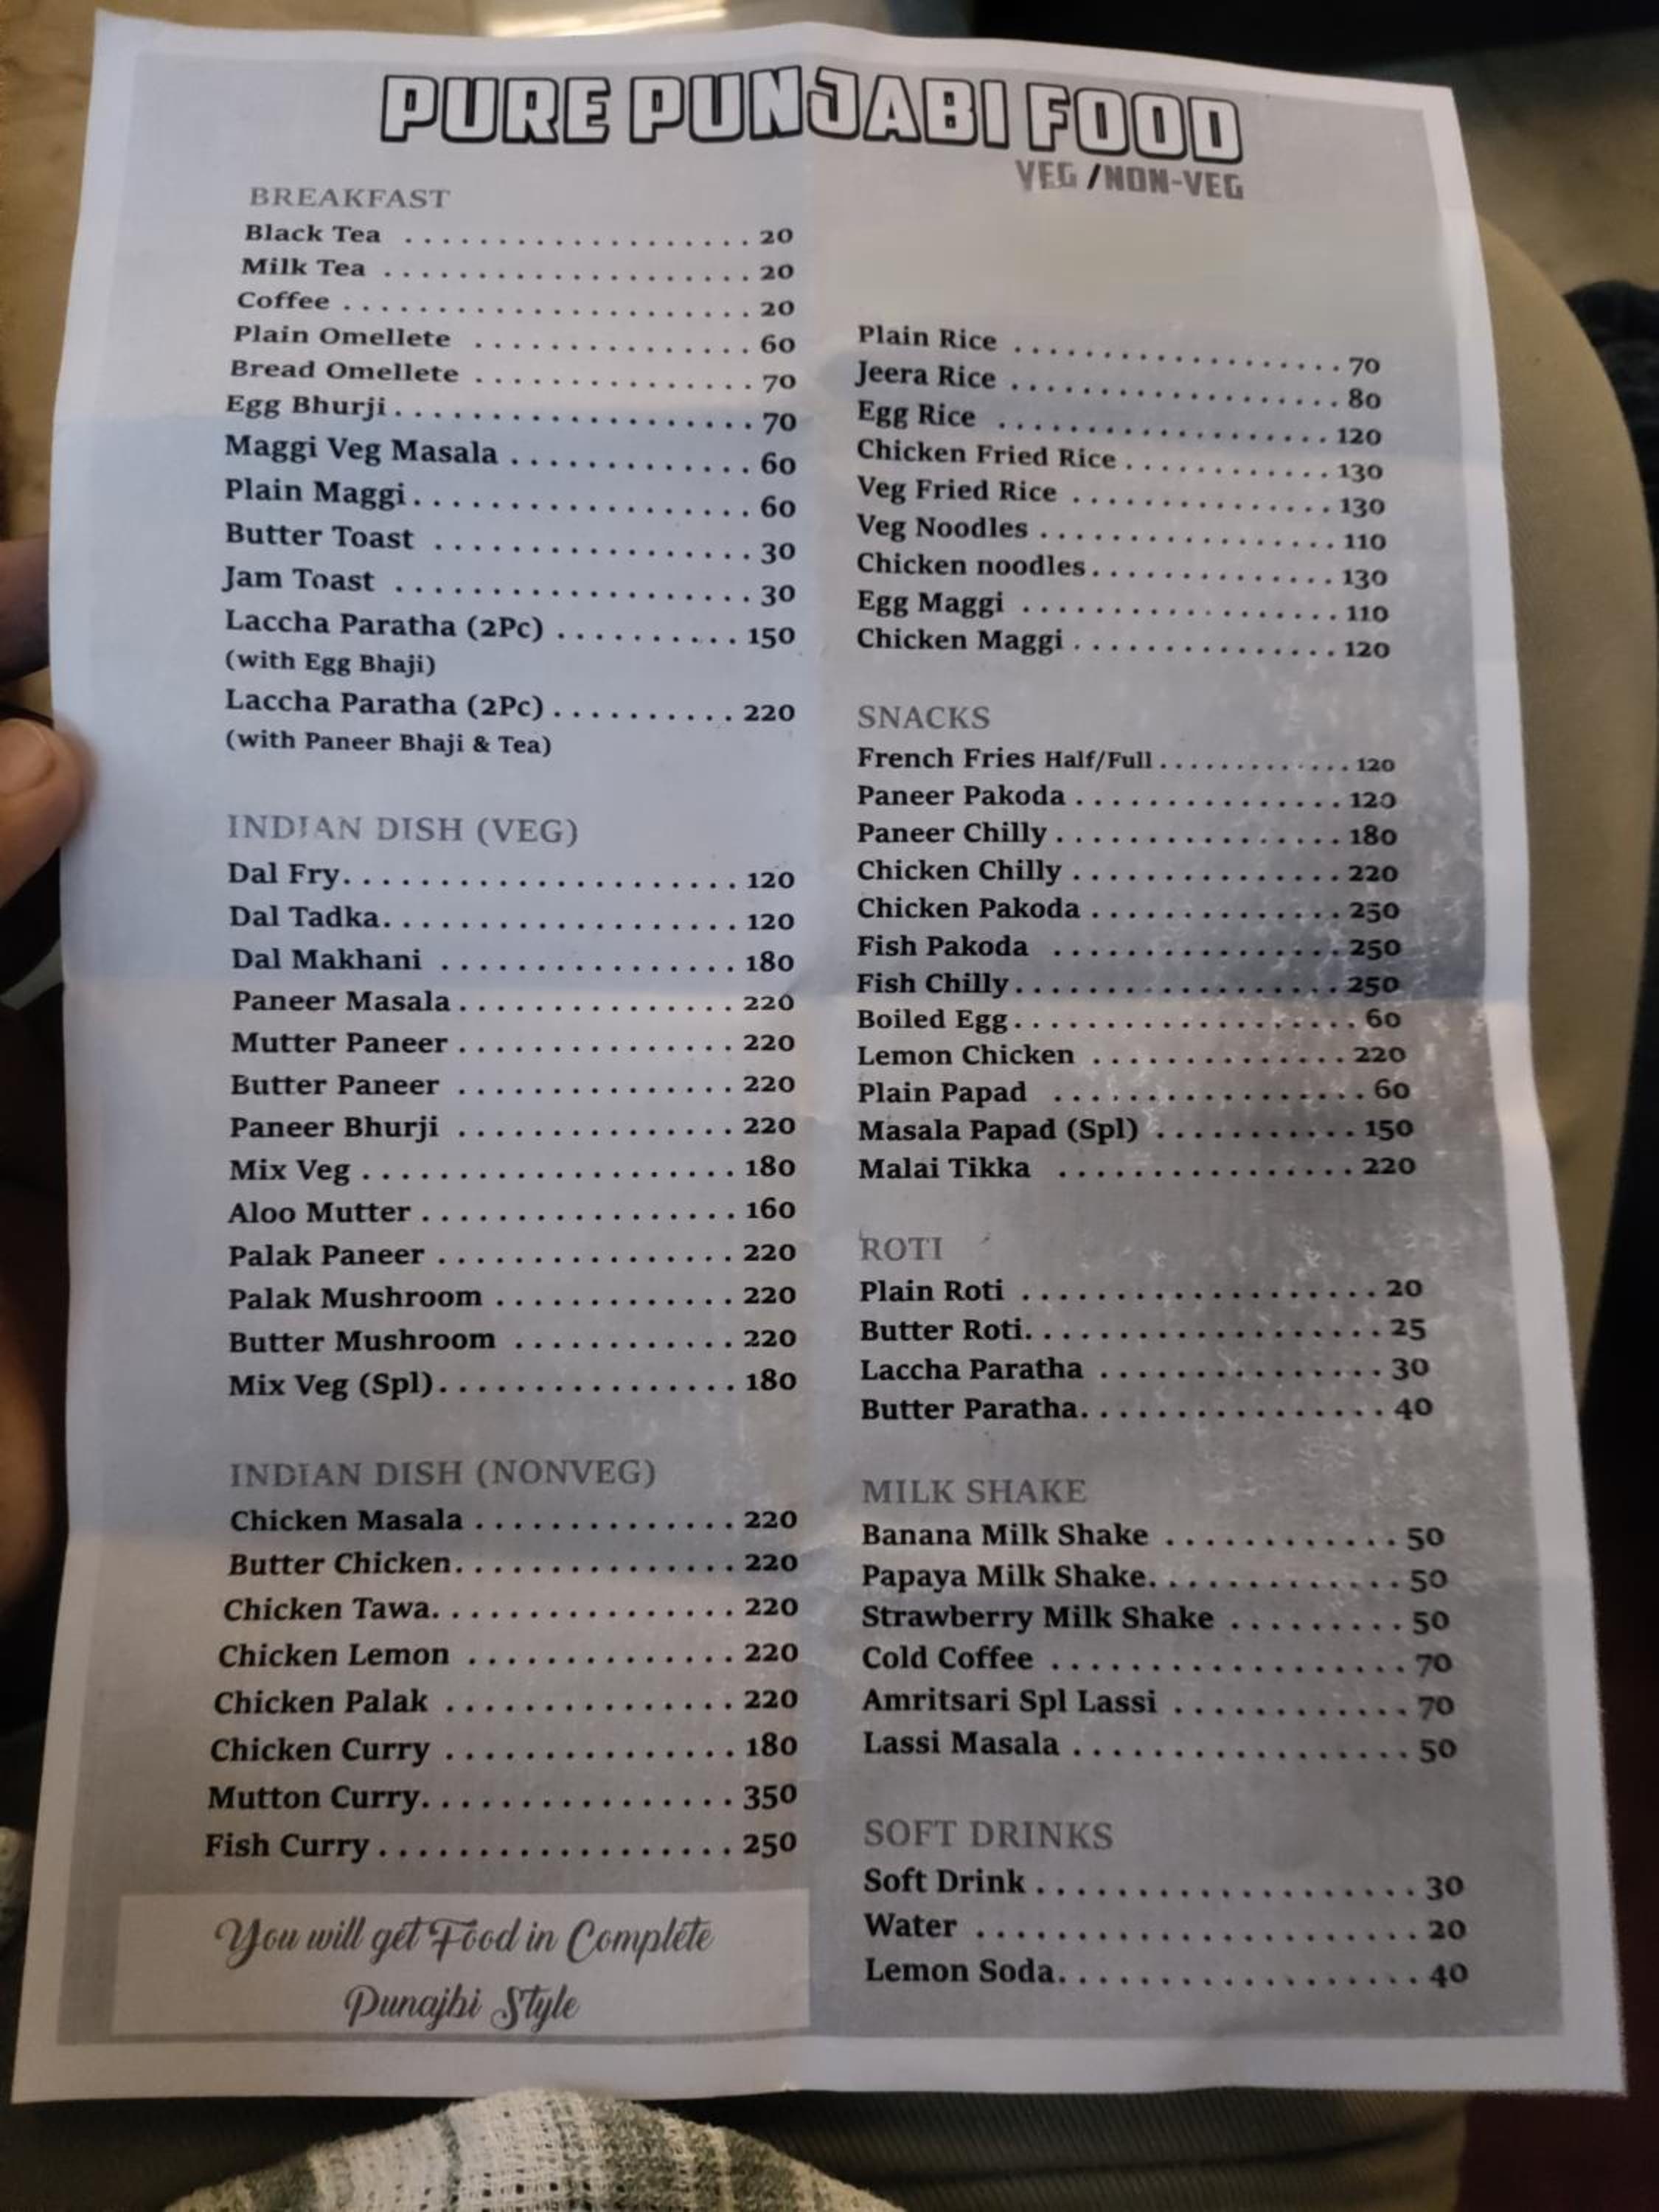 PURE PUNJABI FOOD
VEG /NON-VEG
BREAKFAST
Black Tea .................... 20
Milk Tea .................... 20
Coffee .................... 20
Plain Omellete ............... 60
Bread Omellete ............... 70
Egg Bhurji .................... 70
Maggi Veg Masala ............. 60
Plain Maggi .................. 60
Butter Toast ................. 30
Jam Toast ................... 30
Laccha Paratha (2Pc) .......... 150
(with Egg Bhaji)
Laccha Paratha (2Pc) .......... 220
(with Paneer Bhaji & Tea)
INDIAN DISH (VEG)
Dal Fry ..................... 120
Dal Tadka ................... 120
Dal Makhani ................ 180
Paneer Masala ............... 220
Mutter Paneer ............... 220
Butter Paneer ............... 220
Paneer Bhurji ............... 220
Mix Veg .................... 180
Aloo Mutter ................. 160
Palak Paneer ................ 220
Palak Mushroom ............. 220
Butter Mushroom ............ 220
Mix Veg (Spl) ................ 180
INDIAN DISH (NONVEG)
Chicken Masala .............. 220
Butter Chicken ............... 220
Chicken Tawa ................ 220
Chicken Lemon .............. 220
Chicken Palak ............... 220
Chicken Curry ............... 180
Mutton Curry ................ 350
Fish Curry .................. 250
You will get Food in Complete
Punajbi Style
Plain Rice ................... 70
Jeera Rice ................... 80
Egg Rice ................... 120
Chicken Fried Rice ............ 130
Veg Fried Rice ............... 130
Veg Noodles ................. 110
Chicken noodles .............. 130
Egg Maggi .................. 110
Chicken Maggi ............... 120
SNACKS
French Fries Half/Full ............. 120
Paneer Pakoda ............... 120
Paneer Chilly ................ 180
Chicken Chilly ............... 220
Chicken Pakoda .............. 250
Fish Pakoda ................ 250
Fish Chilly .................. 250
Boiled Egg ................... 60
Lemon Chicken .............. 220
Plain Papad ................. 60
Masala Papad (Spl) ........... 150
Malai Tikka ................ 220
ROTI
Plain Roti ................... 20
Butter Roti ................... 25
Laccha Paratha ............... 30
Butter Paratha ................ 40
MILK SHAKE
Banana Milk Shake ............ 50
Papaya Milk Shake ............. 50
Strawberry Milk Shake ......... 50
Cold Coffee .................. 70
Amritsari Spl Lassi ............ 70
Lassi Masala ................. 50
SOFT DRINKS
Soft Drink ................... 30
Water ...................... 20
Lemon Soda .................. 40